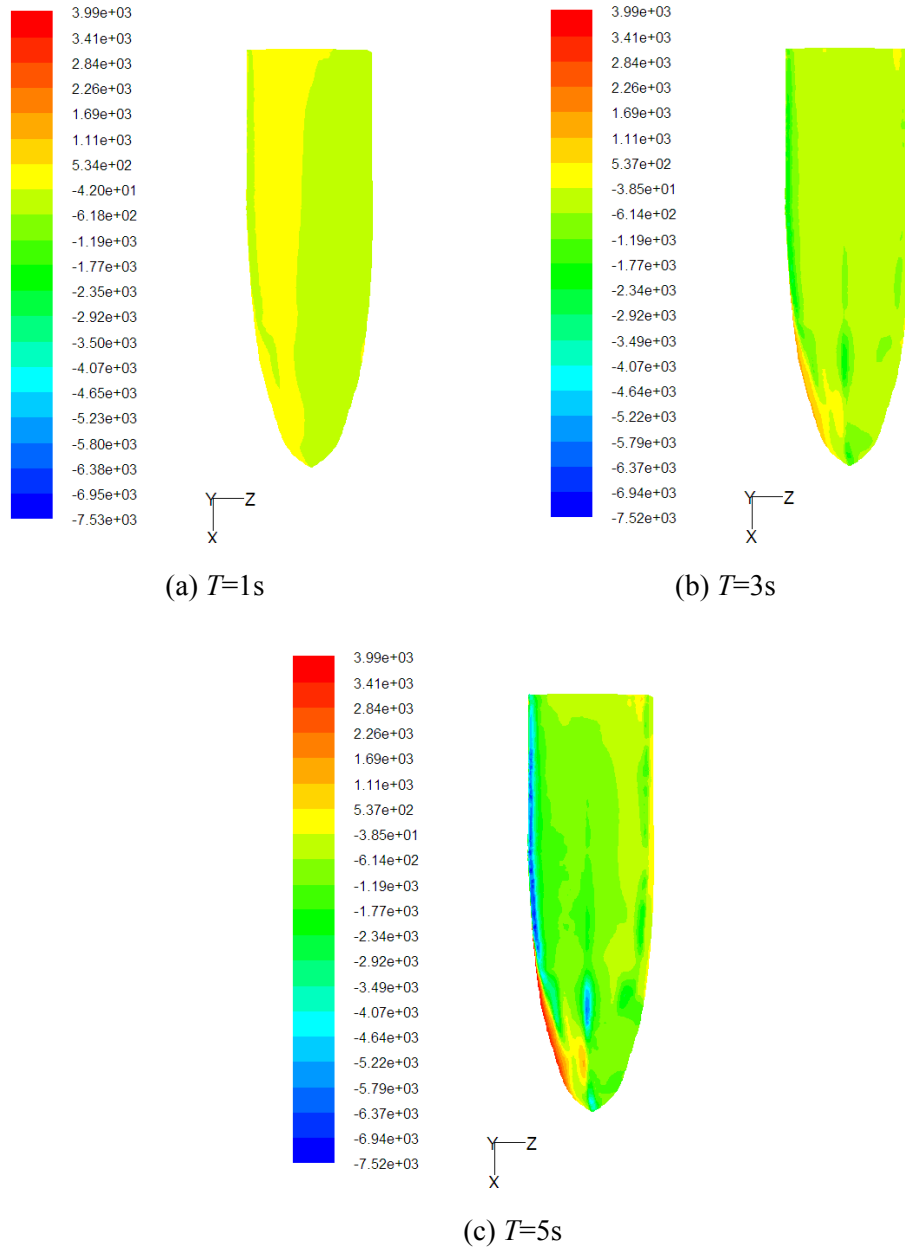 3.99e+03
3.41e+03
2.84e+03
2.26e+03
1.69e+03
1.11e+03
5.34e+02
-4.20e+01
-6.18e+02
-1.19e+03
-1.77e+03
-2.35e+03
-2.92e+03
-3.50e+03
-4.07e+03
-4.65e+03
-5.23e+03
-5.80e+03
-6.38e+03
-6.95e+03
-7.53e+03
Y Z
X
(a) T=1s
3.99e+03
3.41e+03
2.84e+03
2.26e+03
1.69e+03
1.11e+03
5.37e+02
-3.85e+01
-6.14e+02
-1.19e+03
-1.77e+03
-2.34e+03
-2.92e+03
-3.49e+03
-4.07e+03
-4.64e+03
-5.22e+03
-5.79e+03
-6.37e+03
-6.94e+03
-7.52e+03
Y Z
X
(b) T=3s
3.99e+03
3.41e+03
2.84e+03
2.26e+03
1.69e+03
1.11e+03
5.37e+02
-3.85e+01
-6.14e+02
-1.19e+03
-1.77e+03
-2.34e+03
-2.92e+03
-3.49e+03
-4.07e+03
-4.64e+03
-5.22e+03
-5.79e+03
-6.37e+03
-6.94e+03
-7.52e+03
Y Z
X
(c) T=5s